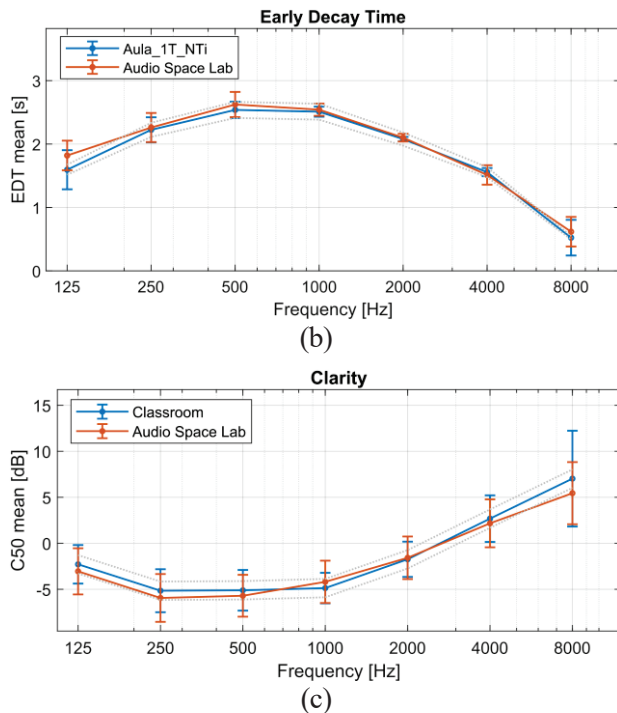 Early Decay Time
Aula_1T_NTi
Audio Space Lab
EDT mean [s]
3
2
1
0
125 250 500 1000 2000 4000 8000
Frequency [Hz]
(b)
Clarity
Classroom
Audio Space Lab
C50 mean [dB]
15
10
5
0
-5
125 250 500 1000 2000 4000 8000
Frequency [Hz]
(c)